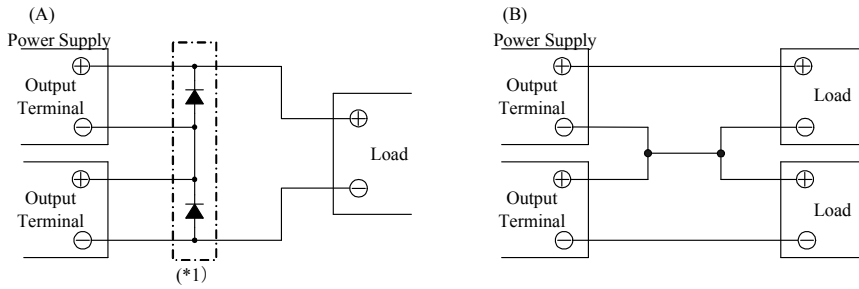 (A)
Power Supply
+
Output
Terminal
−
+
Output
Terminal
−
+
Load
−
(*1)
(B)
Power Supply
+
Output
Terminal
−
+
Output
Terminal
−
+
Load
−
+
Load
−